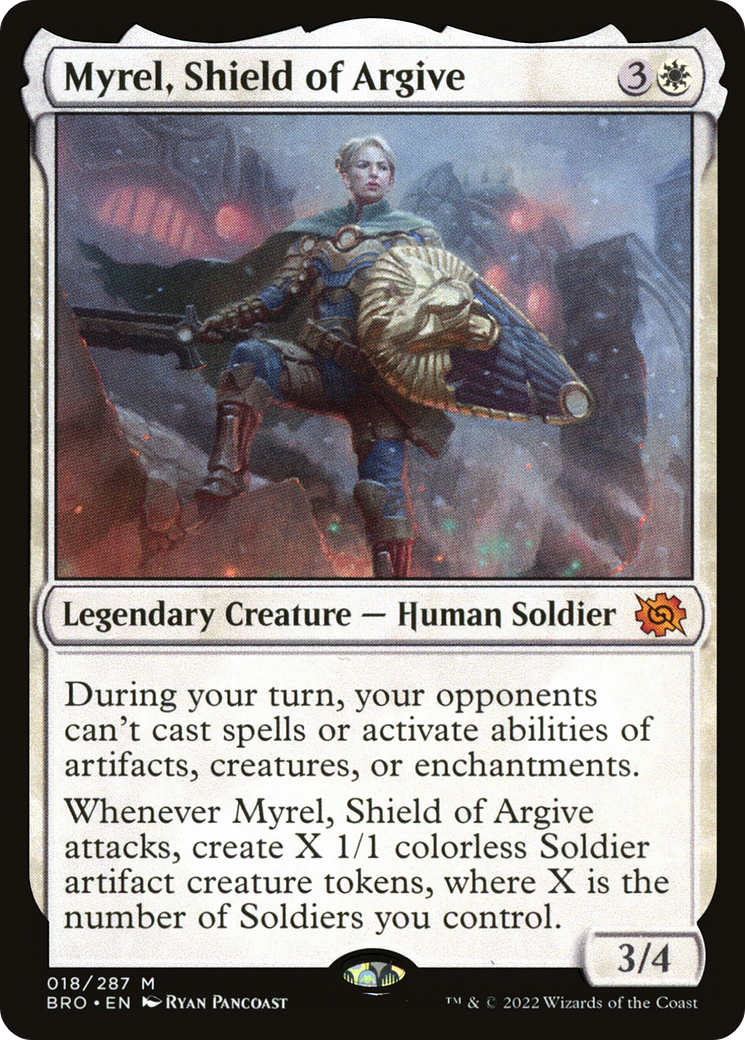 Myrel, Shield of Argive 3
Legendary Creature — Human Soldier
During your turn, your opponents
can't cast spells or activate abilities of
artifacts, creatures, or enchantments.
Whenever Myrel, Shield of Argive
attacks, create X 1/1 colorless Soldier
artifact creature tokens, where X is the
number of Soldiers you control.
3/4
018/287 M
BRO • EN Ryan Pancoast
™ & © 2022 Wizards of the Coast